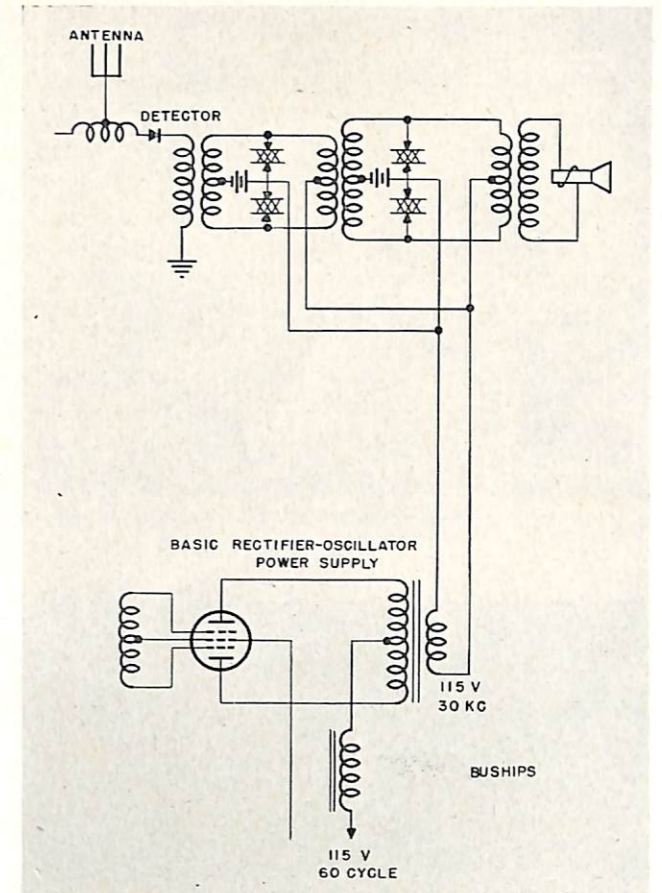 ANTENNA
DETECTOR
BASIC RECTIFIER-OSCILLATOR
POWER SUPPLY
115 V
30 KC
BUSHIPS
115 V
60 CYCLE